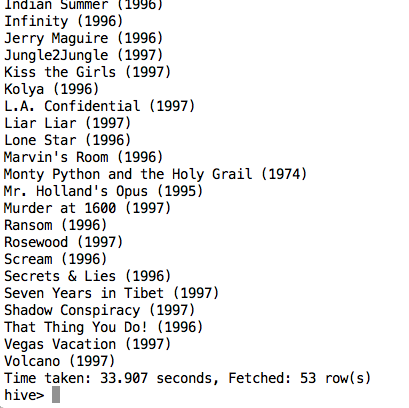 Indian Summer (1996)
Infinity (1996)
Jerry Maguire (1996)
Jungle2Jungle (1997)
Kiss the Girls (1997)
Kolya (1996)
L.A. Confidential (1997)
Liar Liar (1997)
Lone Star (1996)
Marvin's Room (1996)
Monty Python and the Holy Grail (1974)
Mr. Holland's Opus (1995)
Murder at 1600 (1997)
Ransom (1996)
Rosewood (1997)
Scream (1996)
Secrets & Lies (1996)
Seven Years in Tibet (1997)
Shadow Conspiracy (1997)
That Thing You Do! (1996)
Vegas Vacation (1997)
Volcano (1997)
Time taken: 33.907 seconds, Fetched: 53 row(s)
hive>